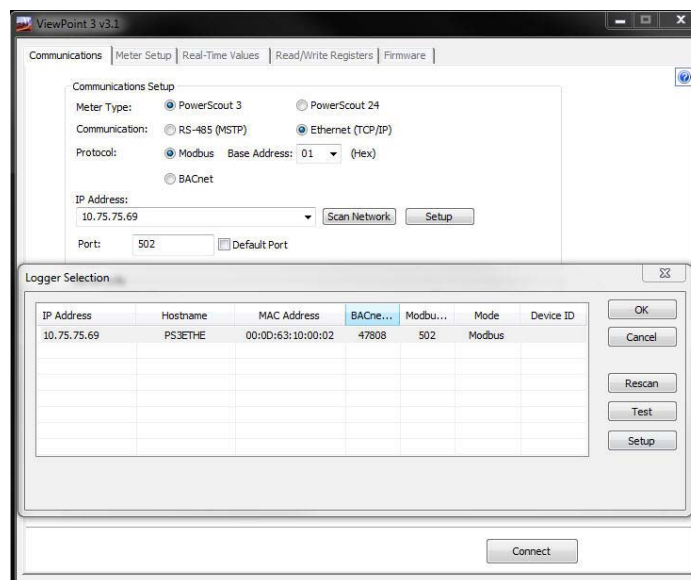 ViewPoint 3 v3.1
Communications Meter Setup Real-Time Values Read/Write Registers Firmware
Communications Setup
Meter Type: PowerScout 3 PowerScout 24
Communication: RS-485 (MSTP) Ethernet (TCP/IP)
Protocol: Modbus Base Address: 01 (Hex)
BACnet
IP Address:
10.75.75.69 Scan Network Setup
Port: 502 Default Port
Logger Selection
IP Address Hostname MAC Address BACne... Modbu... Mode Device ID
10.75.75.69 PS3ETHE 00:0D:63:10:00:02 47808 502 Modbus
OK
Cancel
Rescan
Test
Setup
Connect